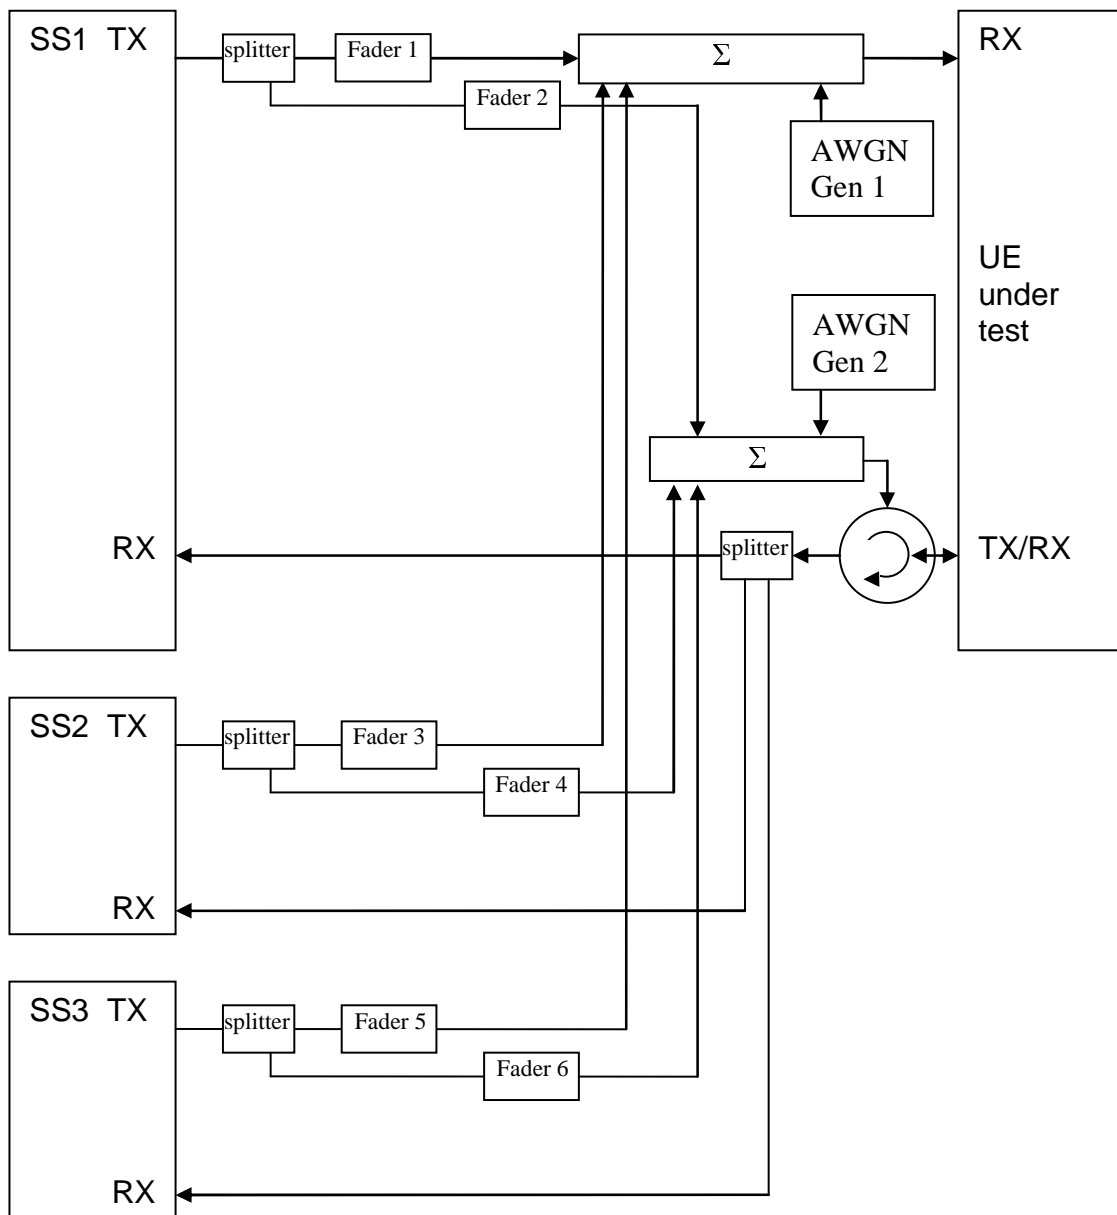 SS1 TX
splitter
Fader 1
Σ
RX
Fader 2
AWGN
Gen 1
UE
under
test
AWGN
Gen 2
Σ
RX
splitter
TX/RX
SS2 TX
splitter
Fader 3
Fader 4
RX
SS3 TX
splitter
Fader 5
Fader 6
RX